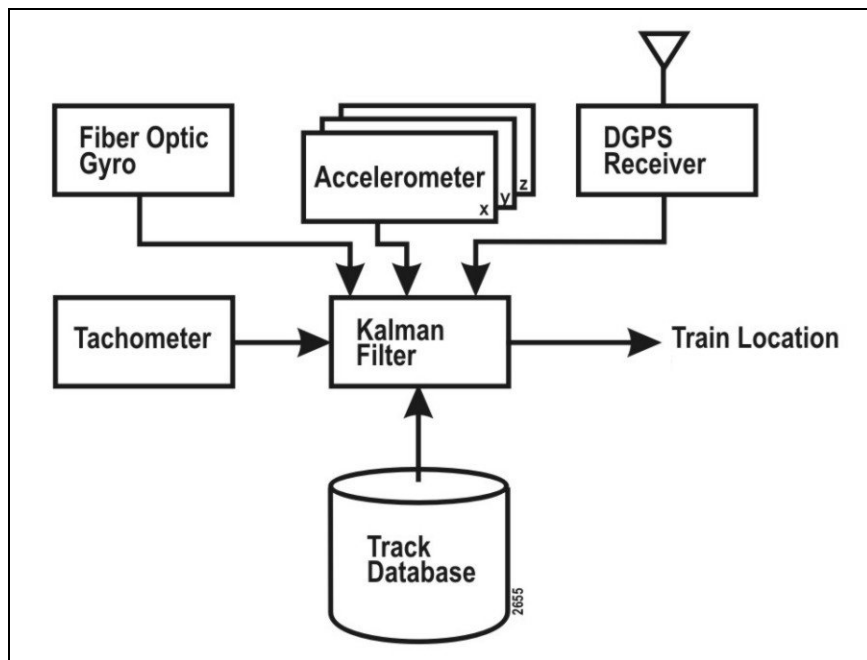 Fiber Optic
Gyro
Accelerometer
x
y
z
DGPS
Receiver
Tachometer
Kalman
Filter
Train Location
Track
Database
2655